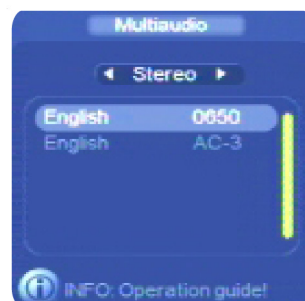 Multiaudio
Stereo
English 0650
English AC-3
INFO: Operation guide!